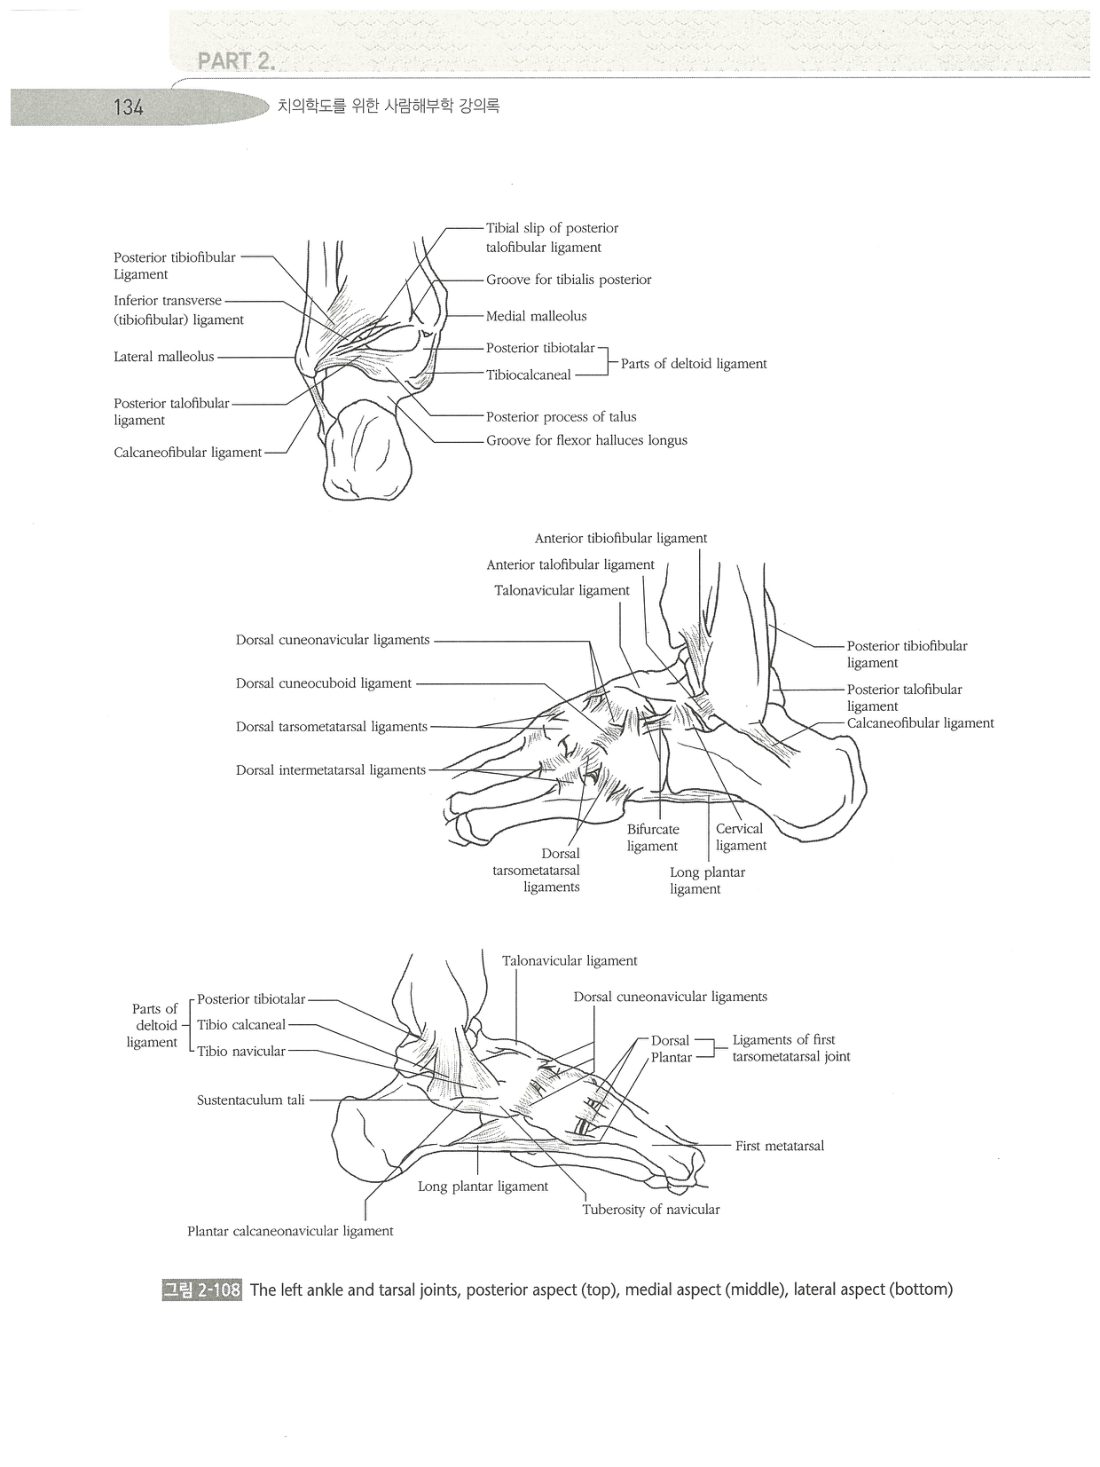 PART 2.
134
치의학도를 위한 사람해부학 강의록
Posterior tibiofibular
Ligament
Inferior transverse
(tibiofibular) ligament
Lateral malleolus
Posterior talofibular
ligament
Calcaneofibular ligament
Tibial slip of posterior
talofibular ligament
Groove for tibialis posterior
Medial malleolus
Posterior tibiotalar
Tibiocalcaneal
Parts of deltoid ligament
Posterior process of talus
Groove for flexor halluces longus
Anterior tibiofibular ligament
Anterior talofibular ligament
Talonavicular ligament
Dorsal cuneonavicular ligaments
Dorsal cuneocuboid ligament
Dorsal tarsometatarsal ligaments
Dorsal intermetatarsal ligaments
Posterior tibiofibular
ligament
Posterior talofibular
ligament
Calcaneofibular ligament
Dorsal
tarsometatarsal
ligaments
Bifurcate
ligament
Cervical
ligament
Long plantar
ligament
Talonavicular ligament
Dorsal cuneonavicular ligaments
Parts of
deltoid
ligament
Posterior tibiotalar
Tibio calcaneal
Tibio navicular
Sustentaculum tali
Dorsal
Plantar
Ligaments of first
tarsometatarsal joint
First metatarsal
Long plantar ligament
Tuberosity of navicular
Plantar calcaneonavicular ligament
그림 2-108 The left ankle and tarsal joints, posterior aspect (top), medial aspect (middle), lateral aspect (bottom)